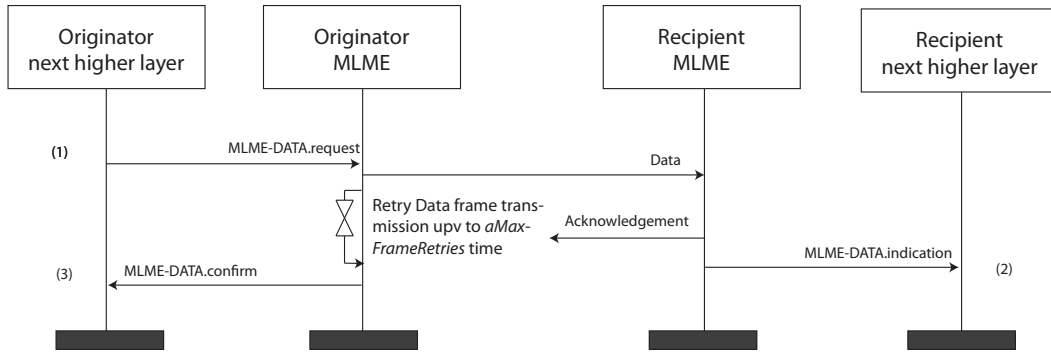 Originator
next higher layer
Originator
MLME
Recipient
MLME
Recipient
next higher layer
(1)
MLME-DATA.request
Data
Retry Data frame trans-
mission upv to aMax-
FrameRetries time
Acknowledgement
MLME-DATA.indication
(2)
(3)
MLME-DATA.confirm